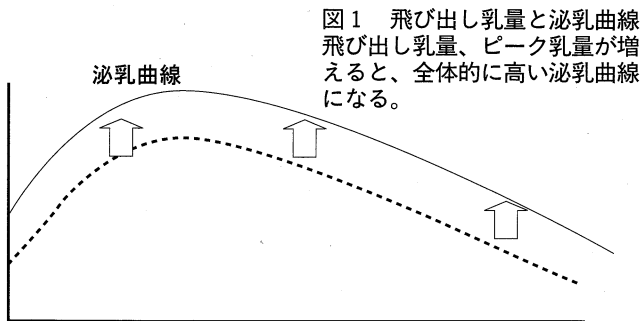 図1 飛び出し乳量と泌乳曲線
飛び出し乳量、ピーク乳量が増
えると、全体的に高い泌乳曲線
になる。
泌乳曲線